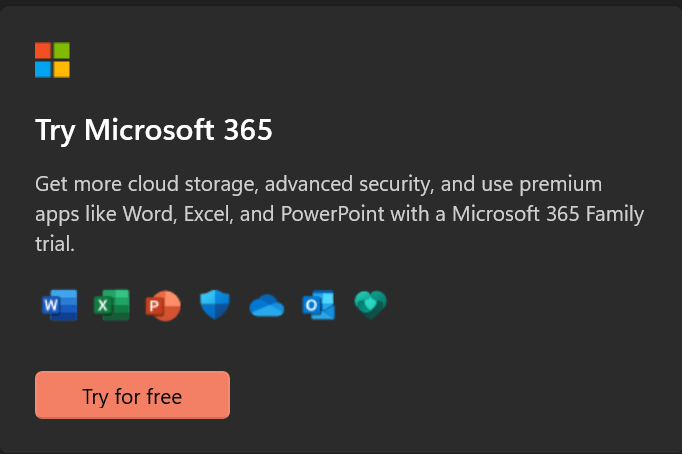 Try Microsoft 365
Get more cloud storage, advanced security, and use premium
apps like Word, Excel, and PowerPoint with a Microsoft 365 Family
trial.
W X P O
Try for free